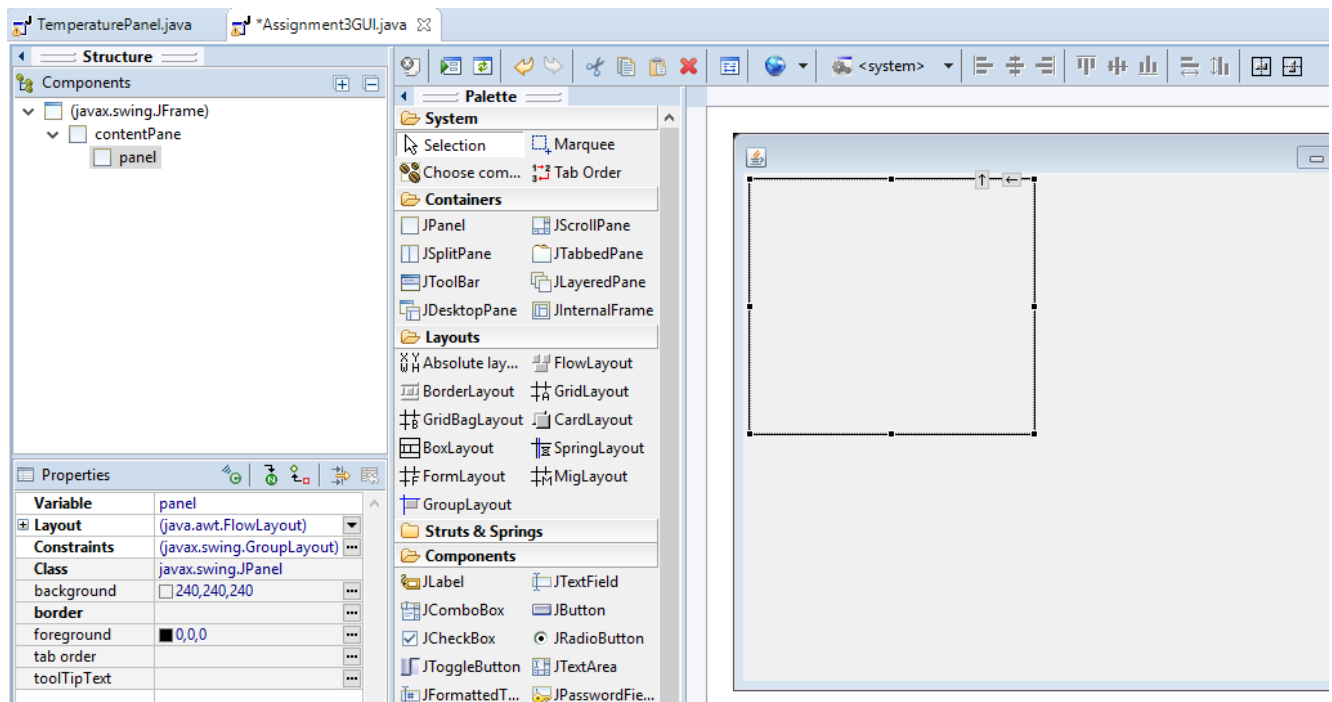 TemperaturePanel.java
*Assignment3GUI.java
Structure
Components
(javax.swing.JFrame)
contentPane
panel
Properties
Variable panel
Layout (java.awt.FlowLayout)
Constraints (javax.swing.GroupLayout)
Class javax.swing.JPanel
background 240,240,240
border
foreground 0,0,0
tab order
toolTipText
<system>
Palette
System
Selection Marquee
Choose com... Tab Order
Containers
JPanel JScrollPane
JSplitPane JTabbedPane
JToolBar JLayeredPane
JDesktopPane JInternalFrame
Layouts
Absolute lay... FlowLayout
BorderLayout GridLayout
GridBagLayout CardLayout
BoxLayout SpringLayout
FormLayout MigLayout
GroupLayout
Struts & Springs
Components
JLabel JTextField
JComboBox JButton
JCheckBox JRadioButton
JToggleButton JTextArea
JFormattedT... JPasswordFie...